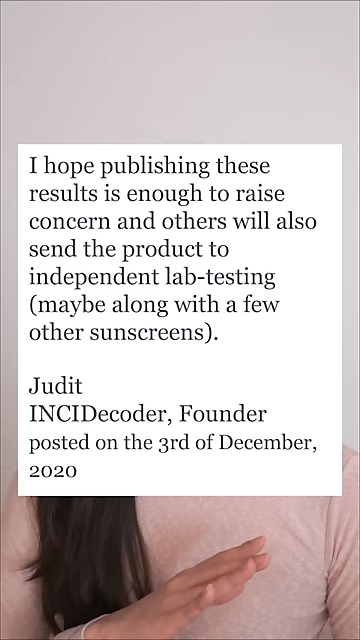 I hope publishing these
results is enough to raise
concern and others will also
send the product to
independent lab-testing
(maybe along with a few
other sunscreens).
Judit
INCIDecoder, Founder
posted on the 3rd of December,
2020